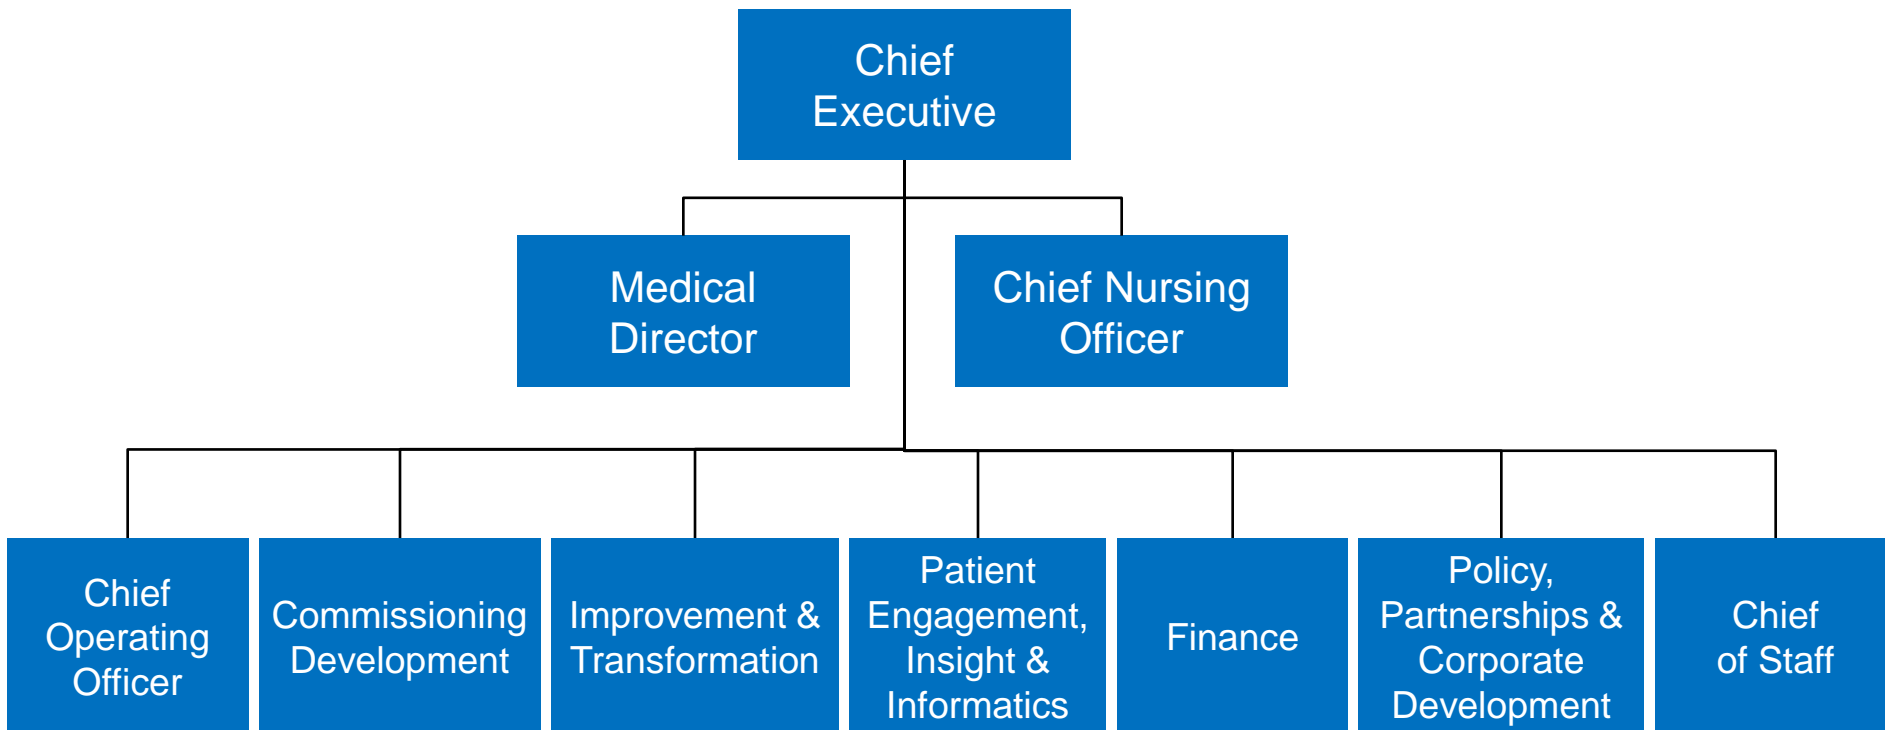 Chief
Executive
Medical
Director
Chief Nursing
Officer
Chief
Operating
Officer
Commissioning
Development
Improvement &
Transformation
Patient
Engagement,
Insight &
Informatics
Finance
Policy,
Partnerships &
Corporate
Development
Chief
of Staff